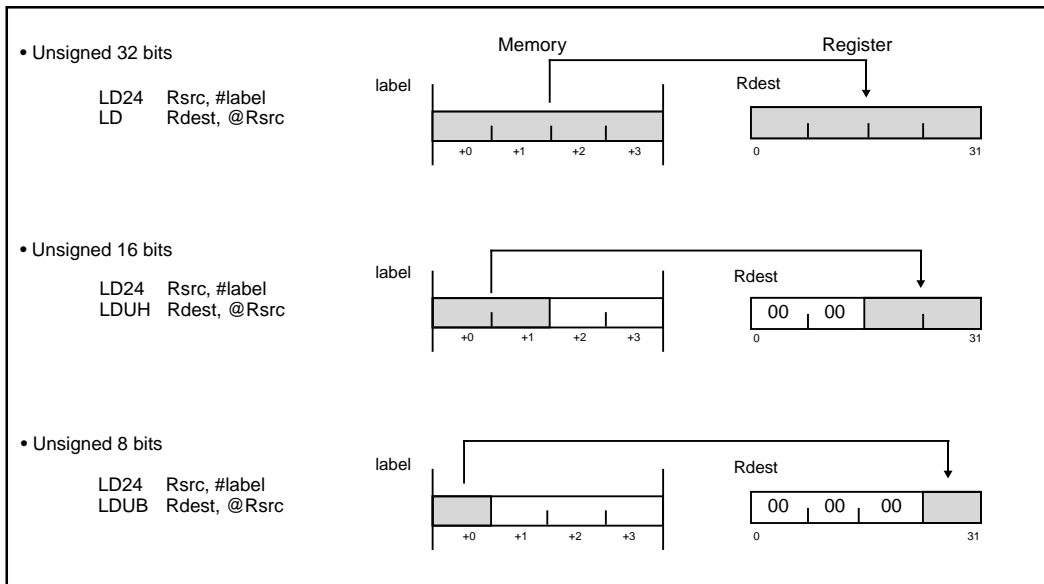 • Unsigned 32 bits
Memory Register
LD24 Rsrc, #label
LD Rdest, @Rsrc
label
Rdest
+0 +1 +2 +3
0 31
• Unsigned 16 bits
LD24 Rsrc, #label
LDUH Rdest, @Rsrc
label
Rdest
00 00
+0 +1 +2 +3
0 31
• Unsigned 8 bits
LD24 Rsrc, #label
LDUB Rdest, @Rsrc
label
Rdest
00 00 00
+0 +1 +2 +3
0 31